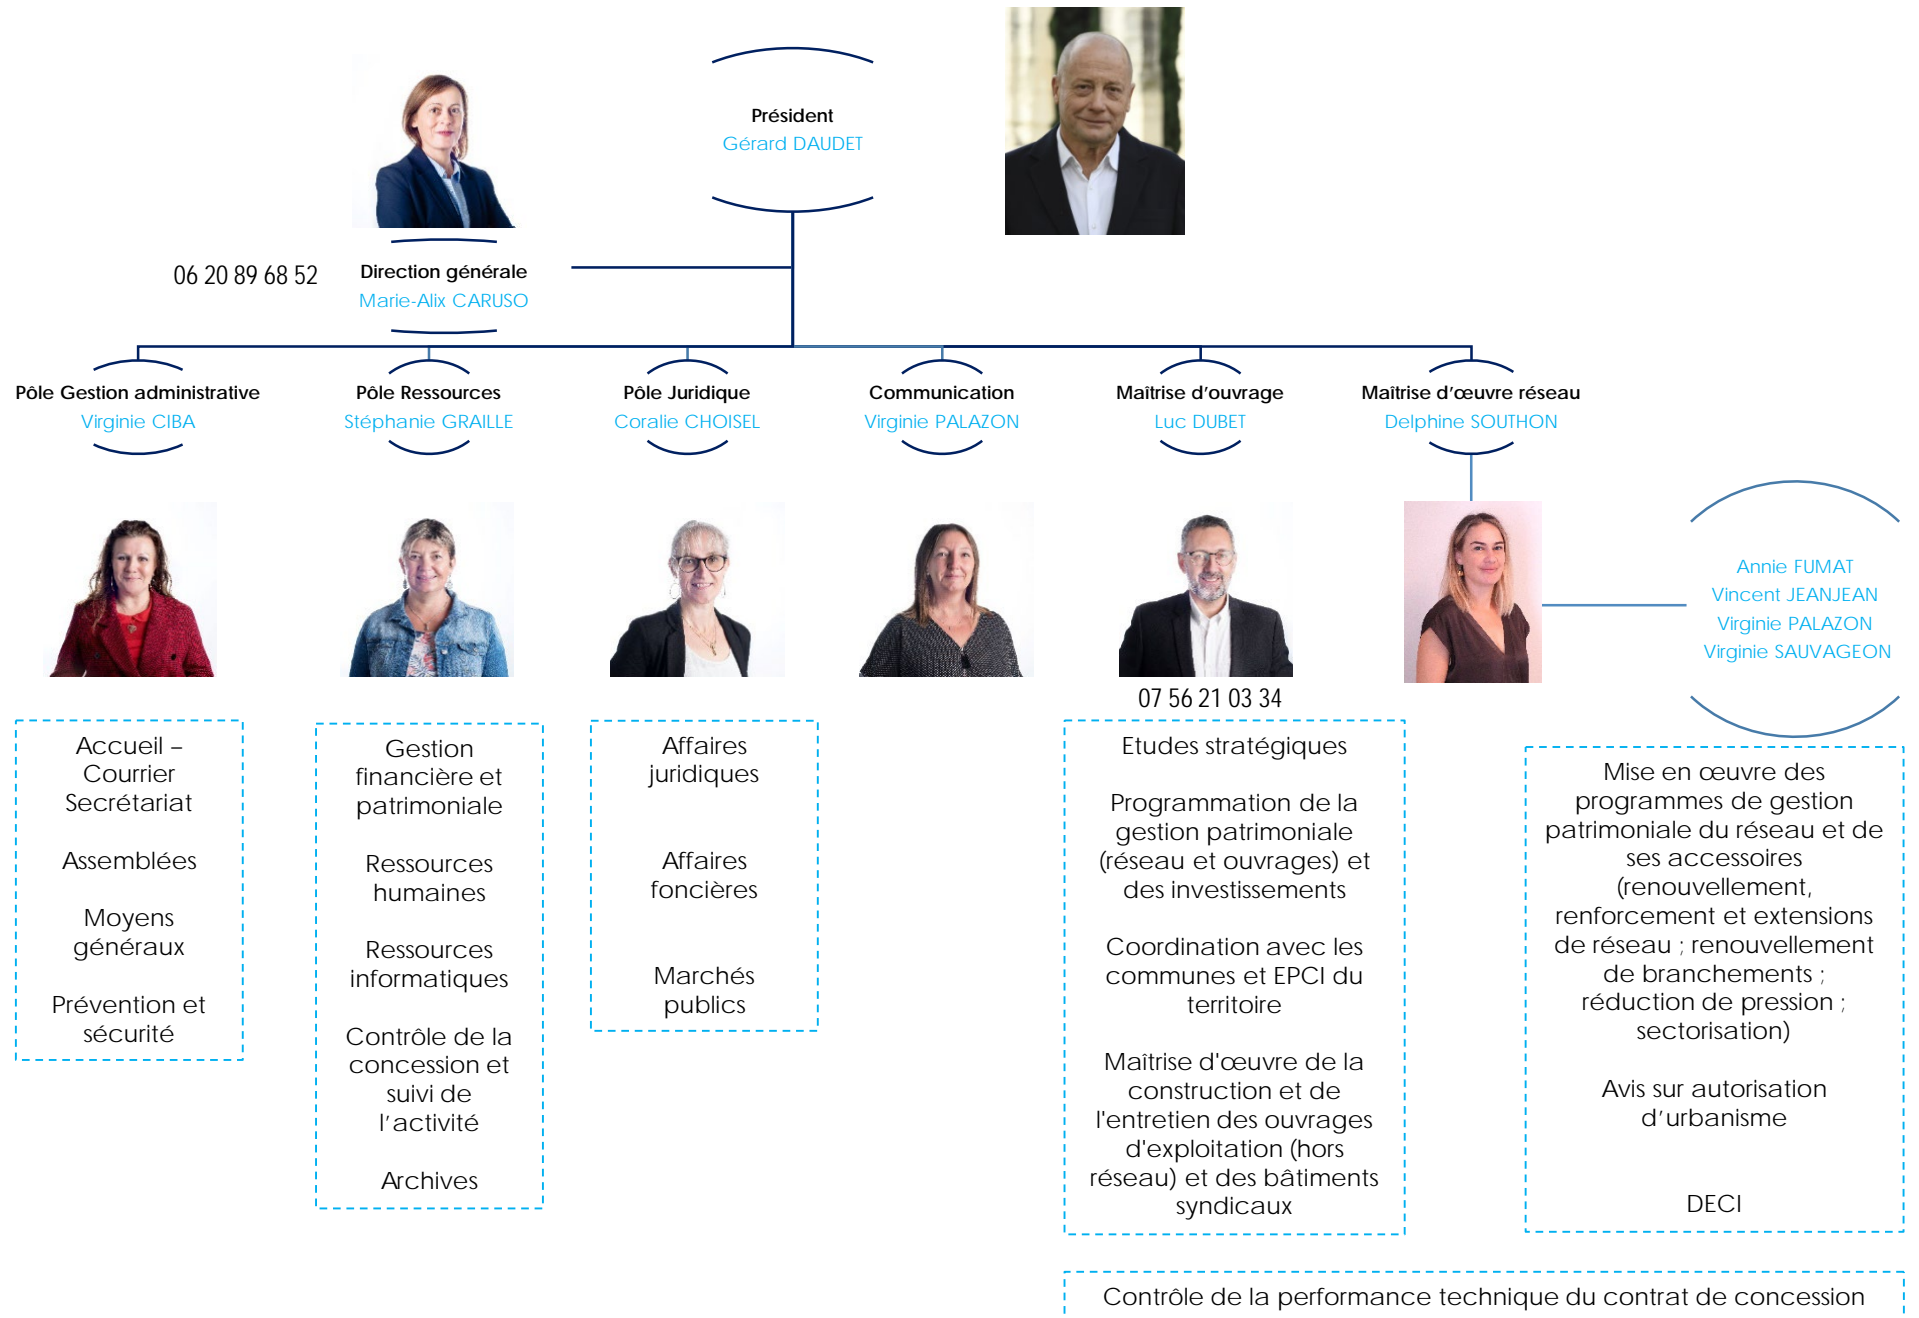 Président
Gérard DAUDET
06 20 89 68 52
Direction générale
Marie-Alix CARUSO
Pôle Gestion administrative
Virginie CIBA
Pôle Ressources
Stéphanie GRAILLE
Pôle Juridique
Coralie CHOISEL
Communication
Virginie PALAZON
Maîtrise d'ouvrage
Luc DUBET
Maîtrise d'œuvre réseau
Delphine SOUTHON
Annie FUMAT
Vincent JEANJEAN
Virginie PALAZON
Virginie SAUVAGEON
07 56 21 03 34
Accueil –
Courrier
Secrétariat
Assemblées
Moyens
généraux
Prévention et
sécurité
Gestion
financière et
patrimoniale
Ressources
humaines
Ressources
informatiques
Contrôle de la
concession et
suivi de
l'activité
Archives
Affaires
juridiques
Affaires
foncières
Marchés
publics
Etudes stratégiques
Programmation de la
gestion patrimoniale
(réseau et ouvrages) et
des investissements
Coordination avec les
communes et EPCI du
territoire
Maîtrise d'œuvre de la
construction et de
l'entretien des ouvrages
d'exploitation (hors
réseau) et des bâtiments
syndicaux
Mise en œuvre des
programmes de gestion
patrimoniale du réseau et de
ses accessoires
(renouvellement,
renforcement et extensions
de réseau ; renouvellement
de branchements ;
réduction de pression ;
sectorisation)
Avis sur autorisation
d'urbanisme
DECI
Contrôle de la performance technique du contrat de concession